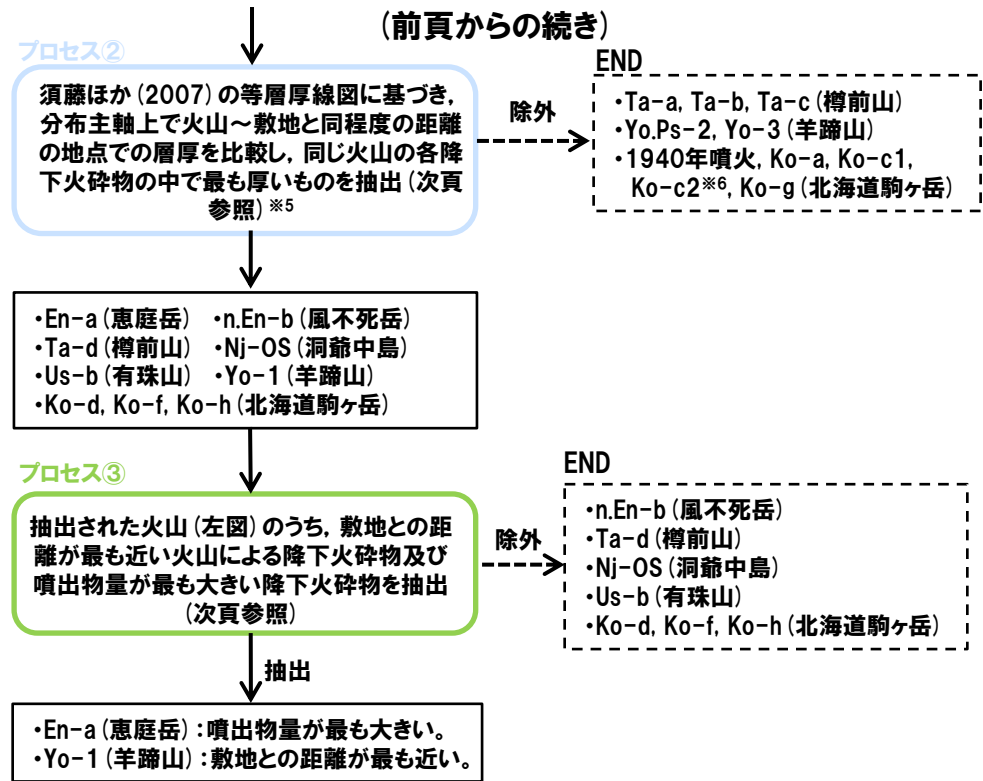 (前頁からの続き)
プロセス②
須藤ほか(2007)の等層厚線図に基づき,
分布主軸上で火山~敷地と同程度の距離
の地点での層厚を比較し,同じ火山の各降
下火砕物の中で最も厚いものを抽出(次頁
参照)※5
除外
END
・Ta-a, Ta-b, Ta-c(樽前山)
・Yo.Ps-2, Yo-3(羊蹄山)
・1940年噴火, Ko-a, Ko-c1,
Ko-c2※6, Ko-g(北海道駒ヶ岳)
・En-a(恵庭岳) ・n.En-b(風不死岳)
・Ta-d(樽前山) ・Nj-OS(洞爺中島)
・Us-b(有珠山) ・Yo-1(羊蹄山)
・Ko-d, Ko-f, Ko-h(北海道駒ヶ岳)
プロセス③
抽出された火山(左図)のうち,敷地との距
離が最も近い火山による降下火砕物及び
噴出物量が最も大きい降下火砕物を抽出
(次頁参照)
除外
END
・n.En-b(風不死岳)
・Ta-d(樽前山)
・Nj-OS(洞爺中島)
・Us-b(有珠山)
・Ko-d, Ko-f, Ko-h(北海道駒ヶ岳)
抽出
・En-a(恵庭岳):噴出物量が最も大きい。
・Yo-1(羊蹄山):敷地との距離が最も近い。